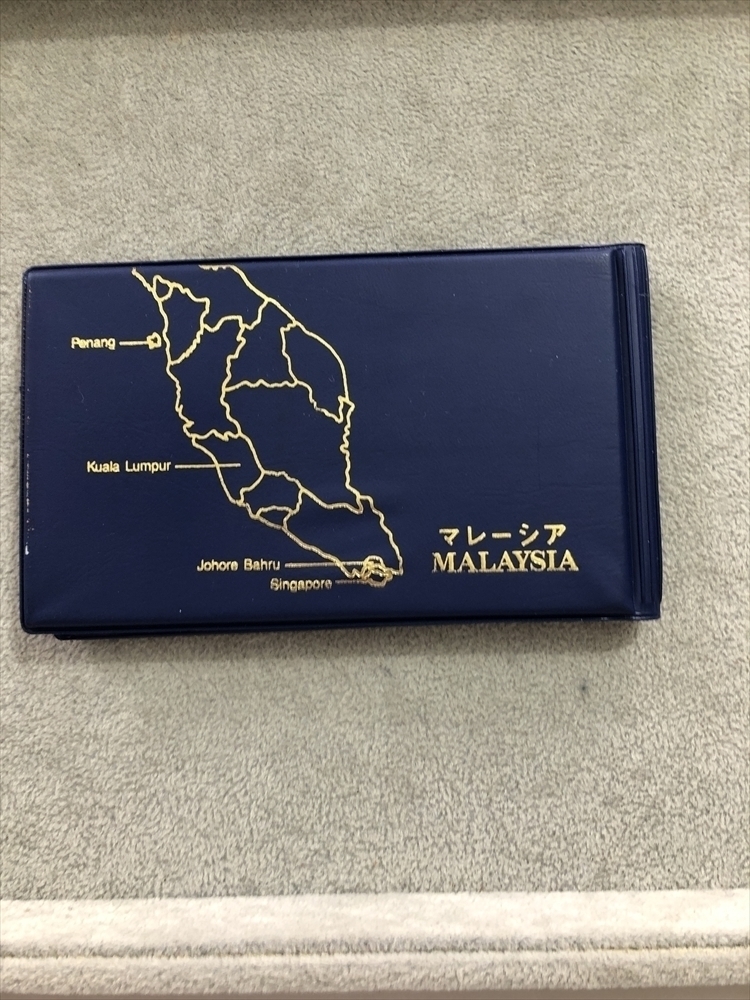 Penang
Kuala Lumpur
Johore Bahru
Singapore
マレーシア
MALAYSIA